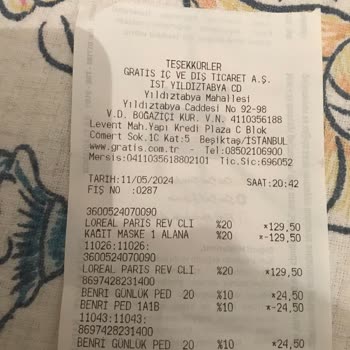 TEŞEKKÜRLER
GRATIS İÇ VE DIŞ TİCARET A.Ş.
IST YILDIZTABYA CD
Yıldıztabya Mahallesi
Yıldıztabya Caddesi No 92-98
V.D. BOĞAZİÇİ KUR. V.N. 4110356188
Levent Mah.Yapı Kredi Plaza C Blok
Cömert Sok.1C Kat:5 Beşiktaş/İSTANBUL
www.gratis.com.tr - Tel:08502106900
Mersis:0411035618802101 Tic.Sic:696052
TARİH:11/05/2024 SAAT:20:42
FİŞ NO :0287
3600524070090
LOREAL PARIS REV CLI %20 *129,50
KAĞIT MASKE 1 ALANA %20 *-129,50
11026:11026:
3600524070090
LOREAL PARIS REV CLI %20 *129,50
8697428231400
BENRİ GÜNLÜK PED 20 %10 *24,50
BENRİ PED 1A1B %10 *-24,50
11043:11043:
8697428231400
BENRİ GÜNLÜK PED 20 %10 *24,50